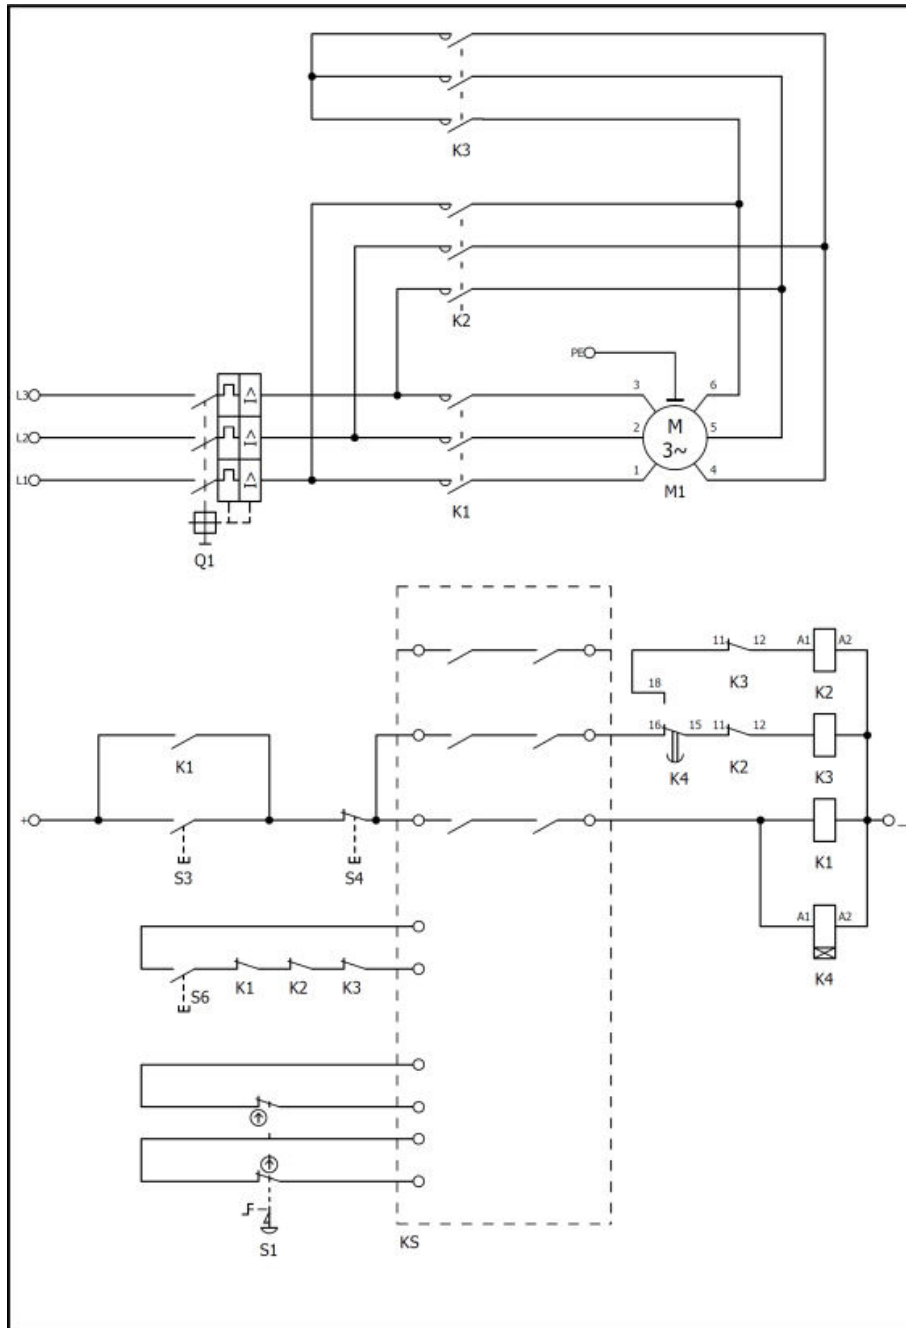 K3
K2
PE
L3 3 6
L2 2 M 3~ 5
L1 I> I> I> 1 4
K1 M1
Q1
11 12 A1 A2
18 K3 K2
16 15 11 12
K1 K4 K2 K3
+ -
S3 S4 K1
A1 A2
S6 K1 K2 K3 K4
KS
S1